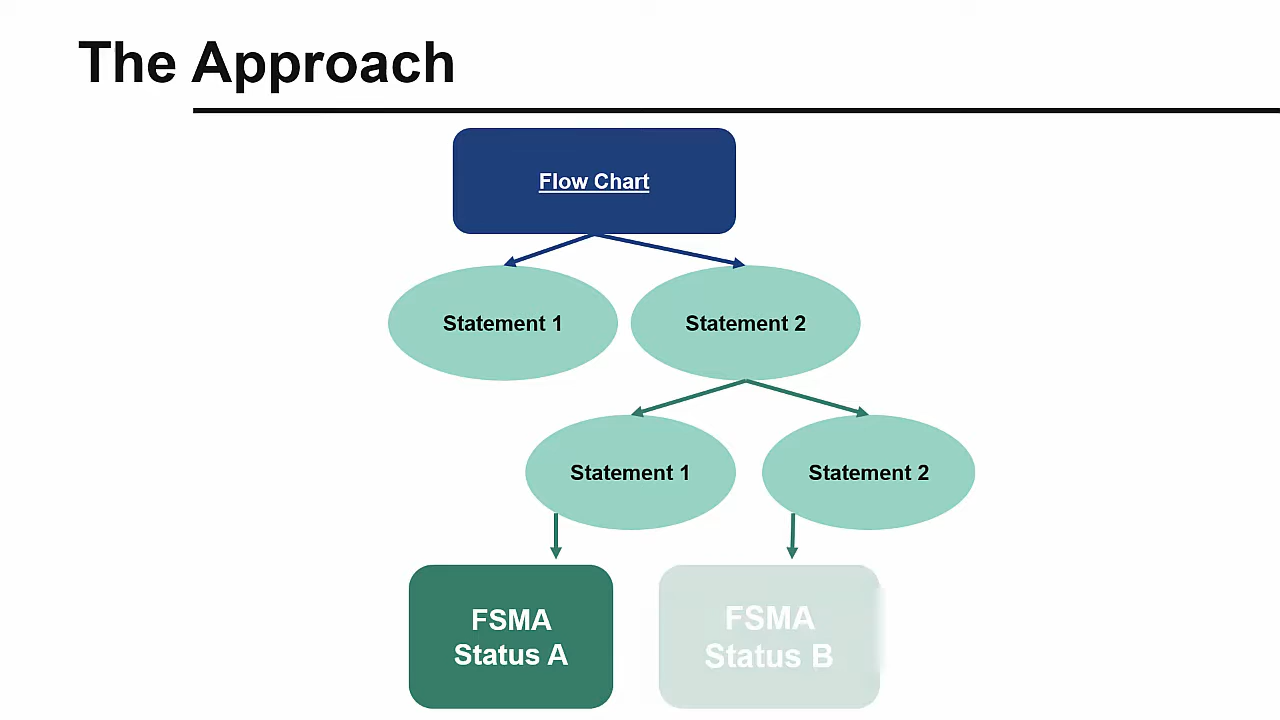 The Approach
Flow Chart
Statement 1
Statement 2
Statement 1
Statement 2
FSMA
Status A
FSMA
Status B